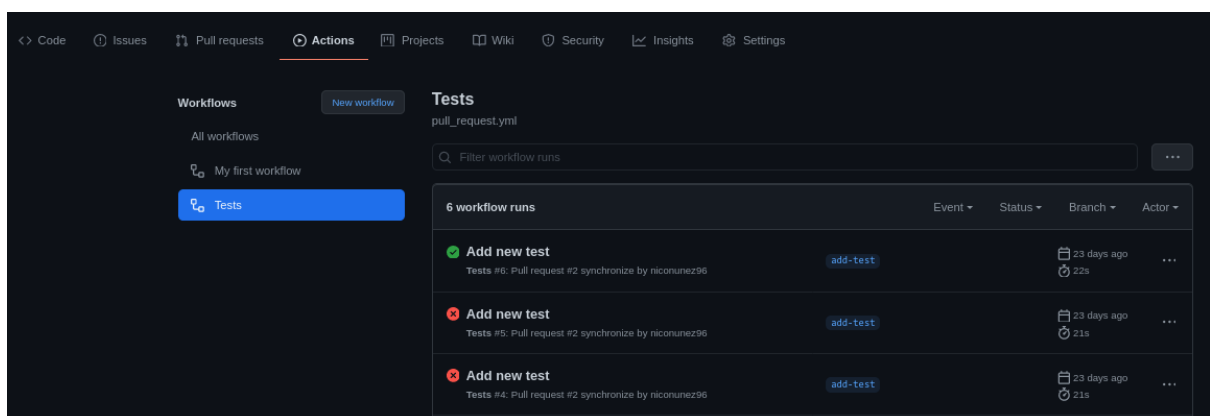 Code Issues Pull requests Actions Projects Wiki Security Insights Settings
Workflows New workflow
All workflows
My first workflow
Tests
Tests
pull_request.yml
Filter workflow runs
6 workflow runs Event Status Branch Actor
Add new test
Tests #6: Pull request #2 synchronize by niconunez96
add-test
23 days ago
22s
Add new test
Tests #5: Pull request #2 synchronize by niconunez96
add-test
23 days ago
21s
Add new test
Tests #4: Pull request #2 synchronize by niconunez96
add-test
23 days ago
21s